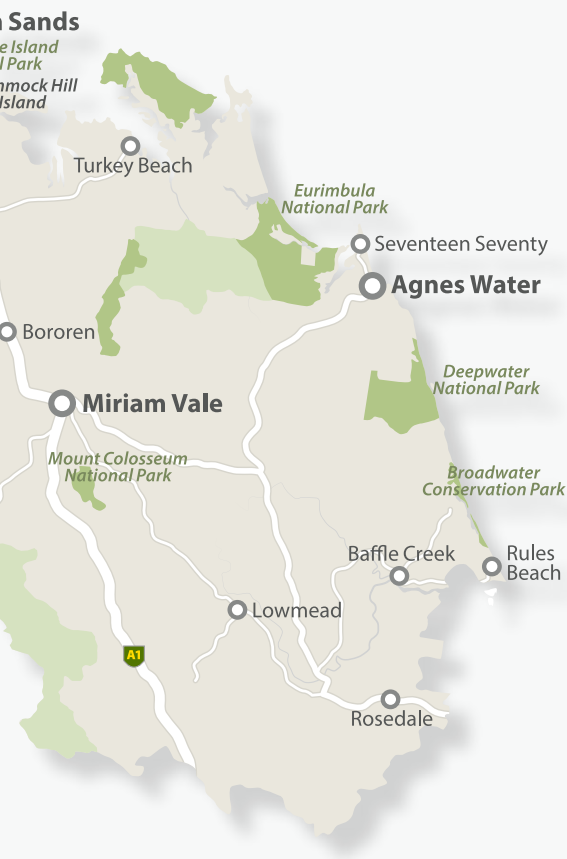 Sands
Island
Park
Hill
Island
Turkey Beach
Eurimbula
National Park
Seventeen Seventy
Agnes Water
Bororen
Deepwater
National Park
Miriam Vale
Mount Colosseum
National Park
Broadwater
Conservation Park
Baffle Creek
Rules
Beach
Lowmead
A1
Rosedale